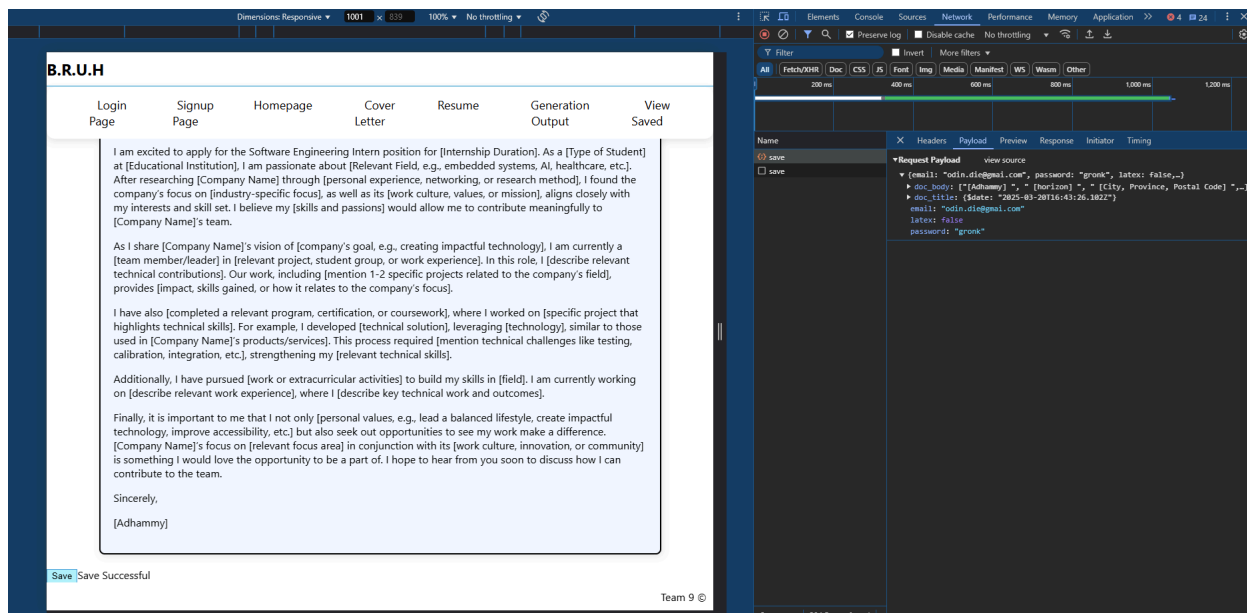 Dimensions: Responsive ▼ 1001 × 839 100% ▼ No throttling ▼
B.R.U.H
Login Page
Signup Page
Homepage
Cover Letter
Resume
Generation Output
View Saved
I am excited to apply for the Software Engineering Intern position for [Internship Duration]. As a [Type of Student]
at [Educational Institution], I am passionate about [Relevant Field, e.g., embedded systems, AI, healthcare, etc.].
After researching [Company Name] through [personal experience, networking, or research method], I found the
company's focus on [industry-specific focus], as well as its [work culture, values, or mission], aligns closely with
my interests and skill set. I believe my [skills and passions] would allow me to contribute meaningfully to
[Company Name]'s team.
As I share [Company Name]'s vision of [company's goal, e.g., creating impactful technology], I am currently a
[team member/leader] in [relevant project, student group, or work experience]. In this role, I [describe relevant
technical contributions]. Our work, including [mention 1-2 specific projects related to the company's field],
provides [impact, skills gained, or how it relates to the company's focus].
I have also [completed a relevant program, certification, or coursework], where I worked on [specific project that
highlights technical skills]. For example, I developed [technical solution], leveraging [technology], similar to those
used in [Company Name]'s products/services]. This process required [mention technical challenges like testing,
calibration, integration, etc.], strengthening my [relevant technical skills].
Additionally, I have pursued [work or extracurricular activities] to build my skills in [field]. I am currently working
on [describe relevant work experience], where I [describe key technical work and outcomes].
Finally, it is important to me that I not only [personal values, e.g., lead a balanced lifestyle, create impactful
technology, improve accessibility, etc.] but also seek out opportunities to see my work make a difference.
[Company Name]'s focus on [relevant focus area] in conjunction with its [work culture, innovation, or community]
is something I would love the opportunity to be a part of. I hope to hear from you soon to discuss how I can
contribute to the team.
Sincerely,
[Adhammy]
Save Save Successful
Team 9 ©
Elements Console Sources Network Performance Memory Application 4 24
Preserve log Disable cache No throttling ▼
Filter Invert More filters ▼
All Fetch/XHR Doc CSS JS Font Img Media Manifest WS Wasm Other
200 ms 400 ms 600 ms 800 ms 1,000 ms 1,200 ms
Name
save
save
Headers Payload Preview Response Initiator Timing
▼Request Payload view source
▼ {email: "odin.die@gmai.com", password: "gronk", latex: false,…}
▶ doc_body: ["[Adhammy] ", " [horizon] ", " [City, Province, Postal Code] ",…]
▶ doc_title: {$date: "2025-03-20T16:43:26.102Z"}
email: "odin.die@gmai.com"
latex: false
password: "gronk"